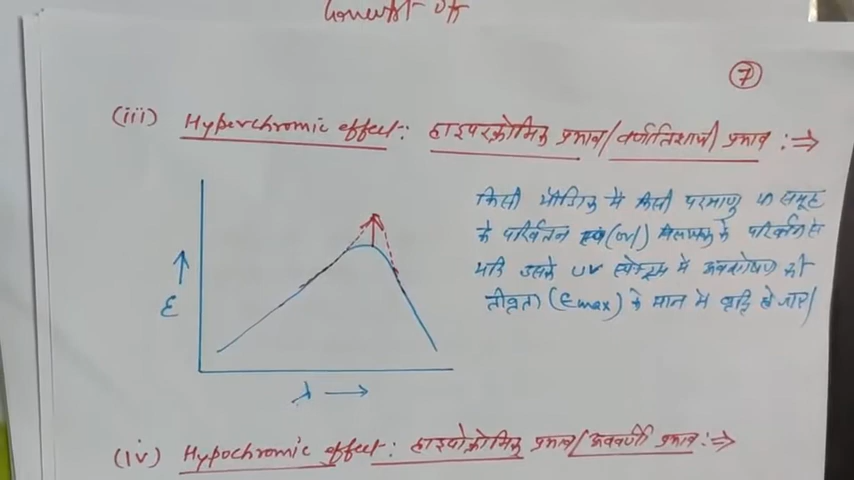 ⑦
(iii) Hyperchromic effect: हाइपरक्रोमिक प्रभाव/वर्णातिशायी प्रभाव :⇒
किसी यौगिक में किसी परमाणु या समूह
के परिवर्तन एवं (or) विलायक के परिवर्तन से
यदि उसके UV स्पेक्ट्रम में अवशोषण की
तीव्रता (Ɛmax) के मान में वृद्धि हो जाए।
↑
Ɛ
λ ⟶
(iv) Hypochromic effect: हाइपोक्रोमिक प्रभाव/अववर्णी प्रभाव :⇒